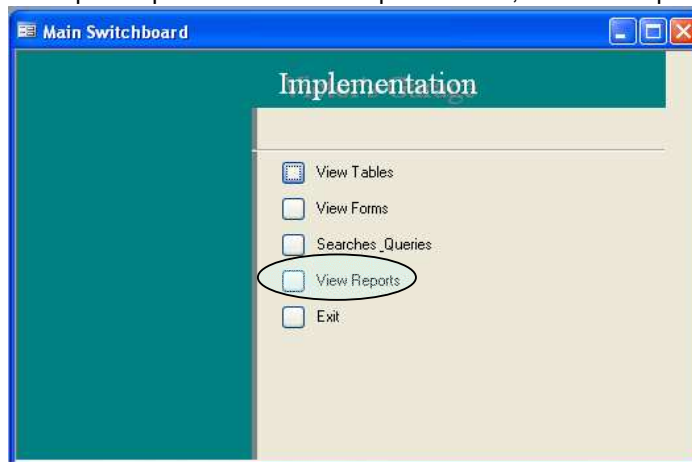 Main Switchboard
Implementation
View Tables
View Forms
Searches_Queries
View Reports
Exit